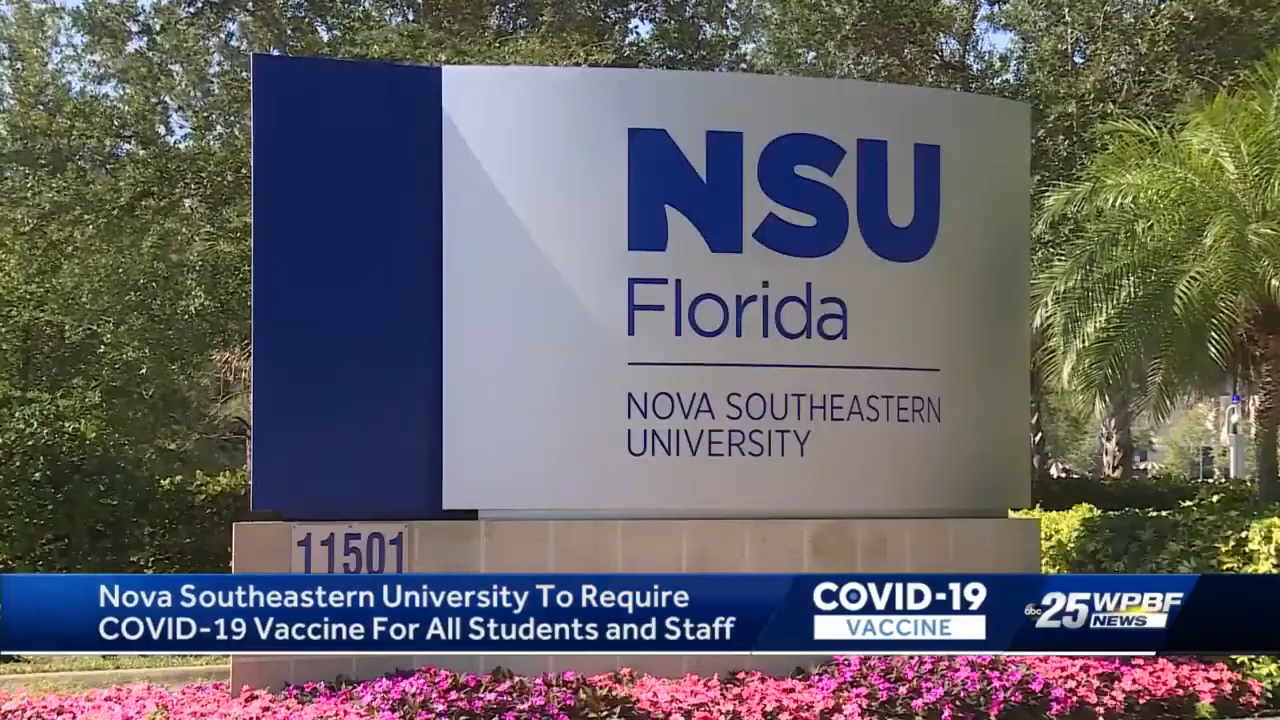 NSU
Florida
NOVA SOUTHEASTERN
UNIVERSITY
11501
Nova Southeastern University To Require
COVID-19 Vaccine For All Students and Staff
COVID-19
VACCINE
abc 25 WPBF
NEWS